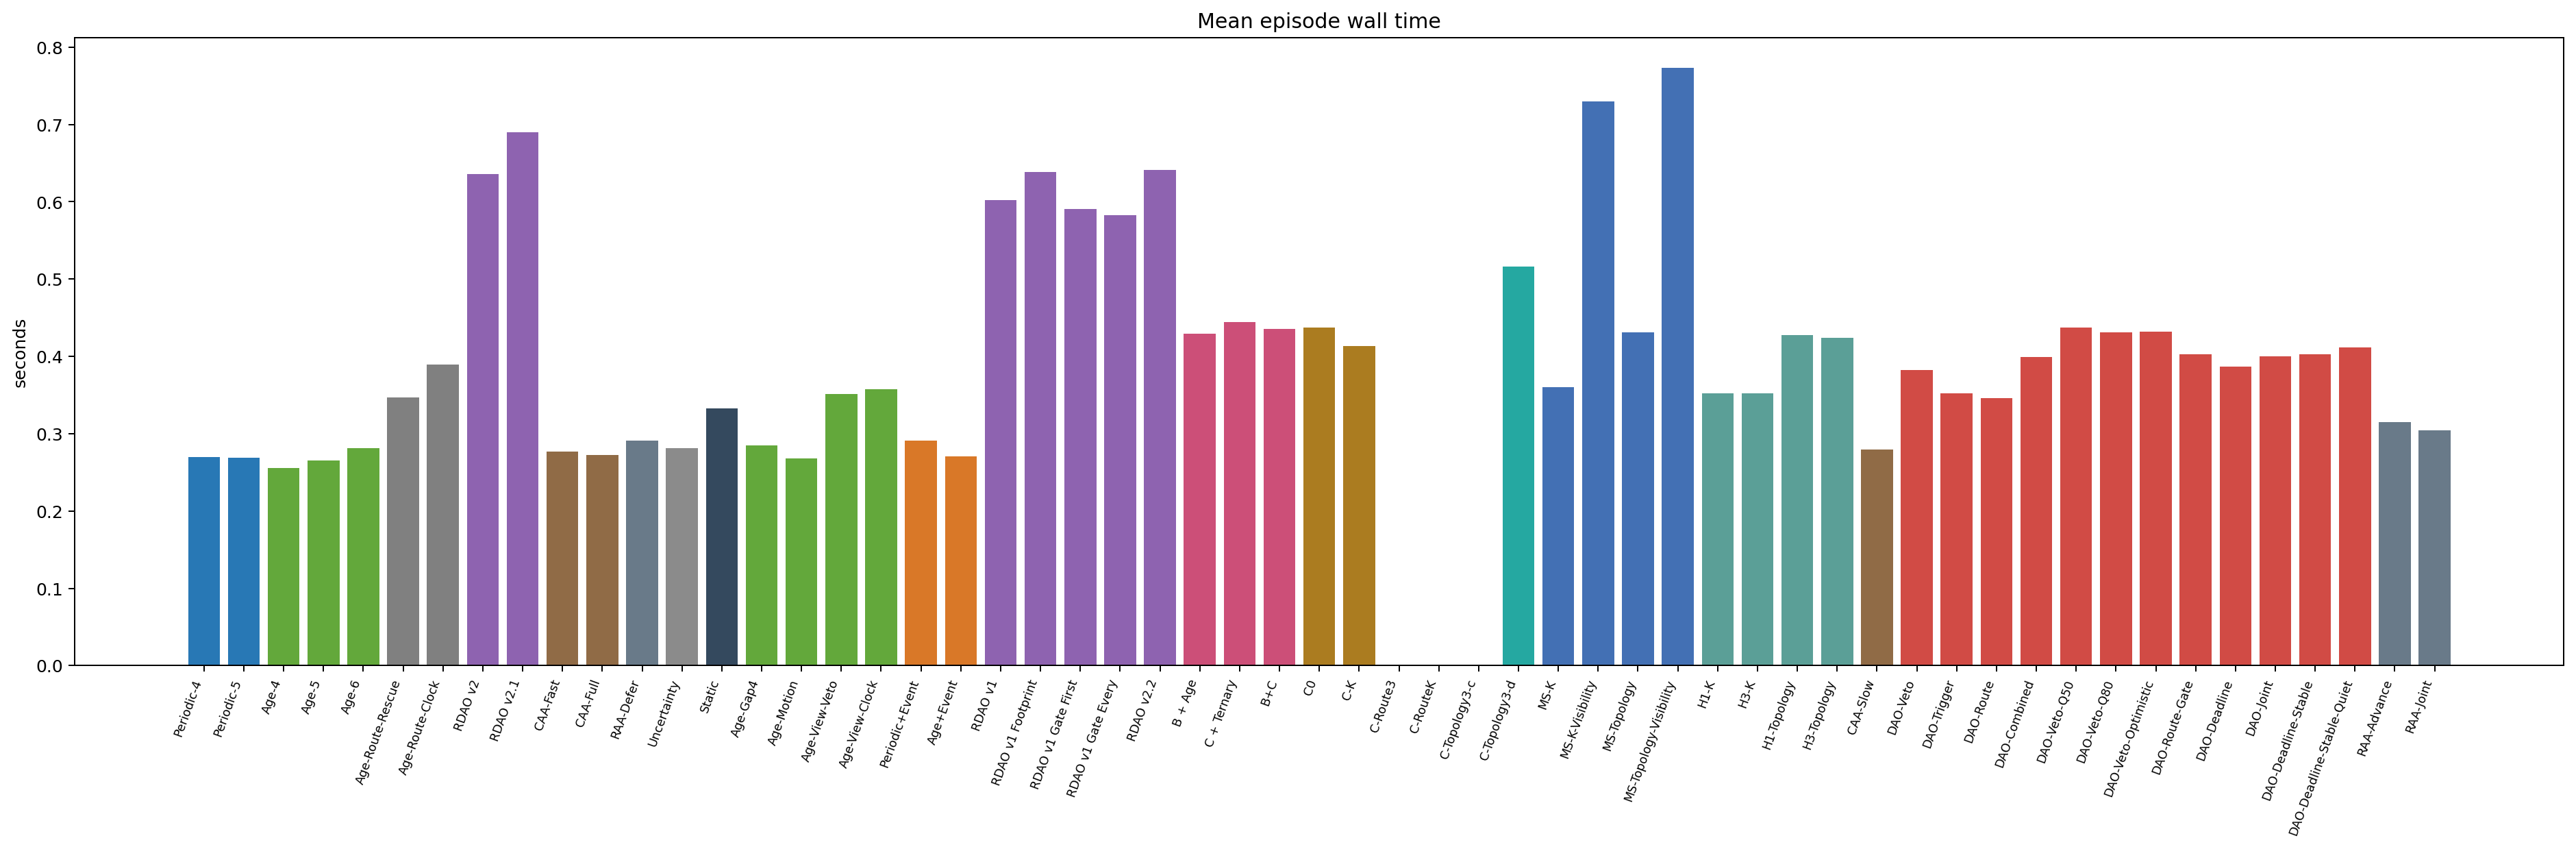 Mean episode wall time
seconds
0.8
0.7
0.6
0.5
0.4
0.3
0.2
0.1
0.0
Periodic-4
Periodic-5
Age-4
Age-5
Age-6
Age-Route-Rescue
Age-Route-Clock
RDAO v2
RDAO v2.1
CAA-Fast
CAA-Full
RAA-Defer
Uncertainty
Static
Age-Gap4
Age-Motion
Age-View-Veto
Age-View-Clock
Periodic+Event
Age+Event
RDAO v1
RDAO v1 Footprint
RDAO v1 Gate First
RDAO v1 Gate Every
RDAO v2.2
B + Age
C + Ternary
B+C
C0
C-K
C-Route3
C-RouteK
C-Topology3-c
C-Topology3-d
MS-K
MS-K-Visibility
MS-Topology
MS-Topology-Visibility
H1-K
H3-K
H1-Topology
H3-Topology
CAA-Slow
DAO-Veto
DAO-Trigger
DAO-Route
DAO-Combined
DAO-Veto-Q50
DAO-Veto-Q80
DAO-Veto-Optimistic
DAO-Route-Gate
DAO-Deadline
DAO-Joint
DAO-Deadline-Stable
DAO-Deadline-Stable-Quiet
RAA-Advance
RAA-Joint